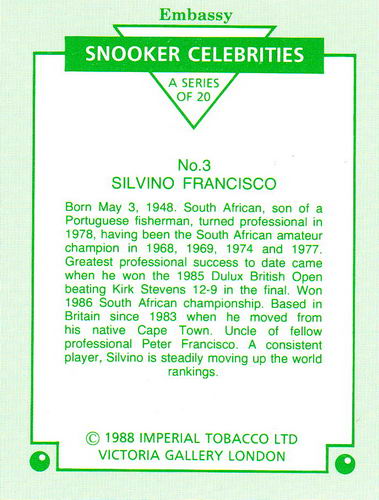 Embassy
SNOOKER CELEBRITIES
A SERIES
OF 20
No.3
SILVINO FRANCISCO
Born May 3, 1948. South African, son of a
Portuguese fisherman, turned professional in
1978, having been the South African amateur
champion in 1968, 1969, 1974 and 1977.
Greatest professional success to date came
when he won the 1985 Dulux British Open
beating Kirk Stevens 12-9 in the final. Won
1986 South African championship. Based in
Britain since 1983 when he moved from
his native Cape Town. Uncle of fellow
professional Peter Francisco. A consistent
player, Silvino is steadily moving up the world
rankings.
© 1988 IMPERIAL TOBACCO LTD
VICTORIA GALLERY LONDON